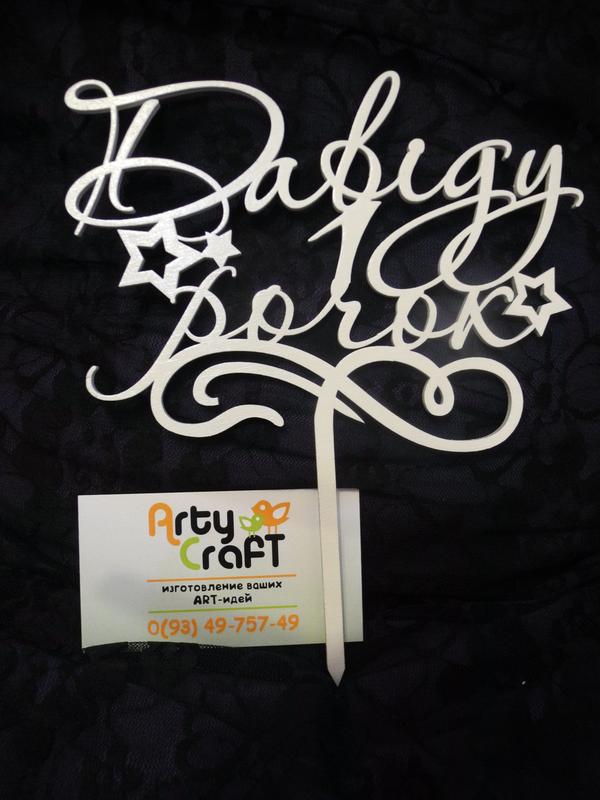 Давіду
1
рочок
Arty
Craft
изготовление ваших
ART-идей
0(93) 49-757-49